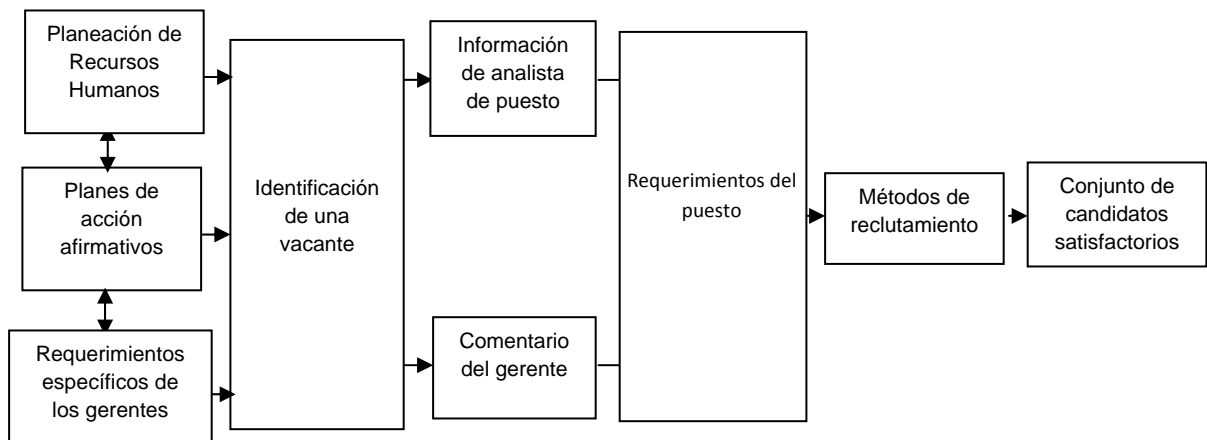 Planeación de
Recursos
Humanos
Planes de
acción
afirmativos
Requerimientos
específicos de
los gerentes
Identificación
de una
vacante
Información
de analista
de puesto
Comentario
del gerente
Requerimientos del
puesto
Métodos de
reclutamiento
Conjunto de
candidatos
satisfactorios